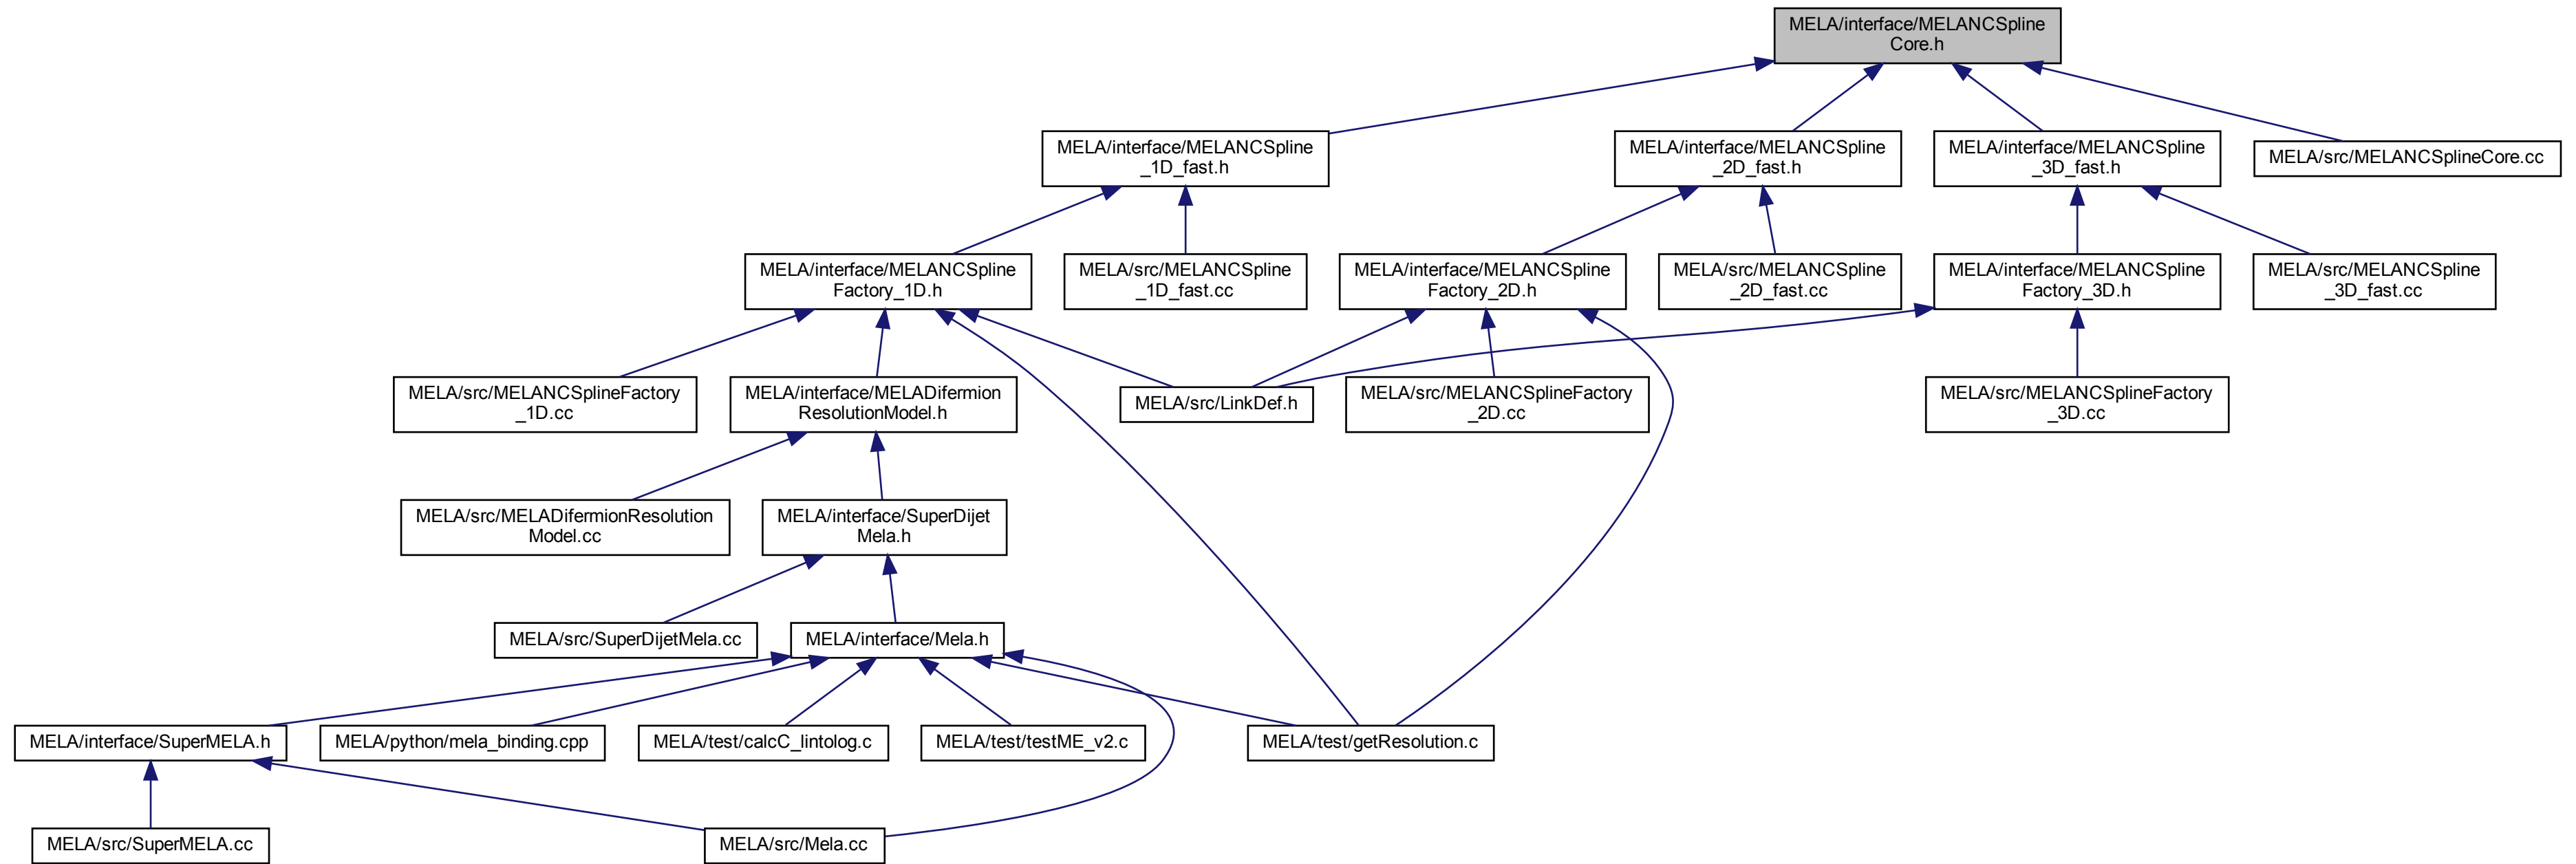 MELA/interface/MELANCSpline
Core.h
MELA/interface/MELANCSpline
_1D_fast.h
MELA/interface/MELANCSpline
_2D_fast.h
MELA/interface/MELANCSpline
_3D_fast.h
MELA/src/MELANCSplineCore.cc
MELA/interface/MELANCSpline
Factory_1D.h
MELA/src/MELANCSpline
_1D_fast.cc
MELA/interface/MELANCSpline
Factory_2D.h
MELA/src/MELANCSpline
_2D_fast.cc
MELA/interface/MELANCSpline
Factory_3D.h
MELA/src/MELANCSpline
_3D_fast.cc
MELA/src/MELANCSplineFactory
_1D.cc
MELA/interface/MELADifermion
ResolutionModel.h
MELA/src/LinkDef.h
MELA/src/MELANCSplineFactory
_2D.cc
MELA/src/MELANCSplineFactory
_3D.cc
MELA/src/MELADifermionResolution
Model.cc
MELA/interface/SuperDijet
Mela.h
MELA/src/SuperDijetMela.cc
MELA/interface/Mela.h
MELA/interface/SuperMELA.h
MELA/python/mela_binding.cpp
MELA/test/calcC_lintolog.c
MELA/test/testME_v2.c
MELA/test/getResolution.c
MELA/src/SuperMELA.cc
MELA/src/Mela.cc